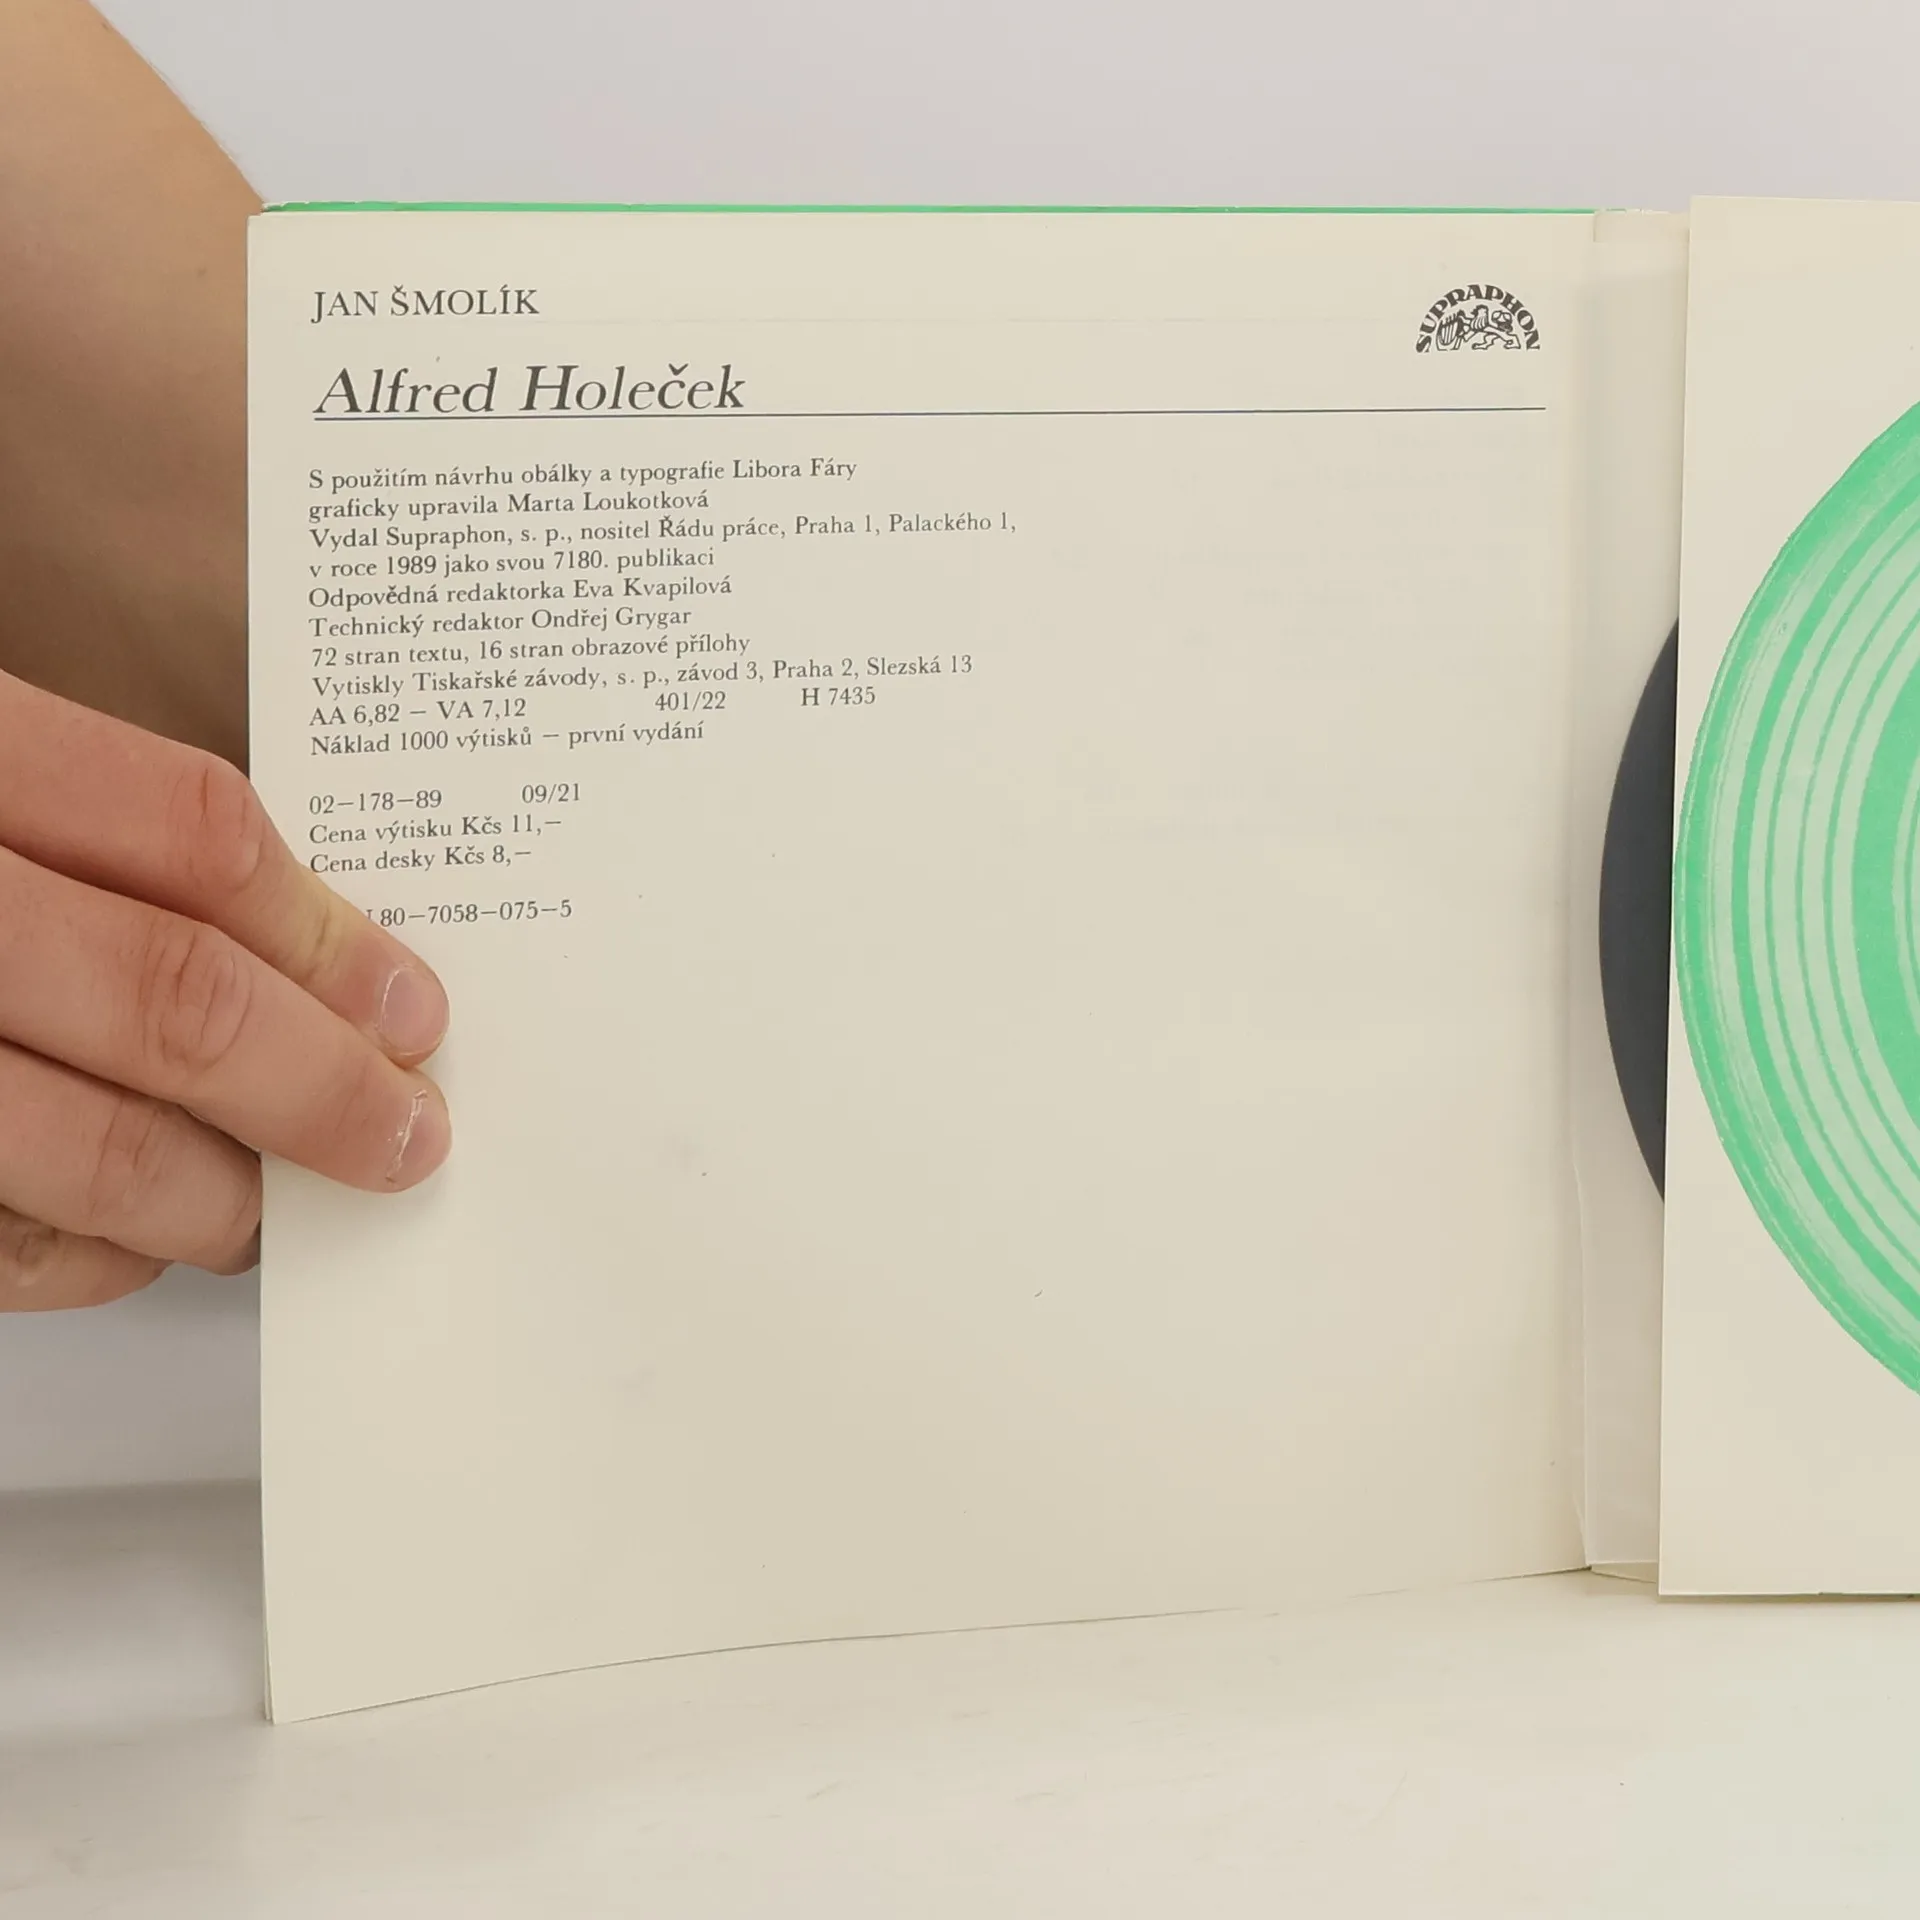 JAN ŠMOLÍK
SUPRAPHON
Alfred Holeček
S použitím návrhu obálky a typografie Libora Fáry
graficky upravila Marta Loukotková
Vydal Supraphon, s. p., nositel Řádu práce, Praha 1, Palackého 1,
v roce 1989 jako svou 7180. publikaci
Odpovědná redaktorka Eva Kvapilová
Technický redaktor Ondřej Grygar
72 stran textu, 16 stran obrazové přílohy
Vytiskly Tiskařské závody, s. p., závod 3, Praha 2, Slezská 13
AA 6,82 — VA 7,12 401/22 H 7435
Náklad 1000 výtisků — první vydání
02—178—89 09/21
Cena výtisku Kčs 11,—
Cena desky Kčs 8,—
80—7058—075—5